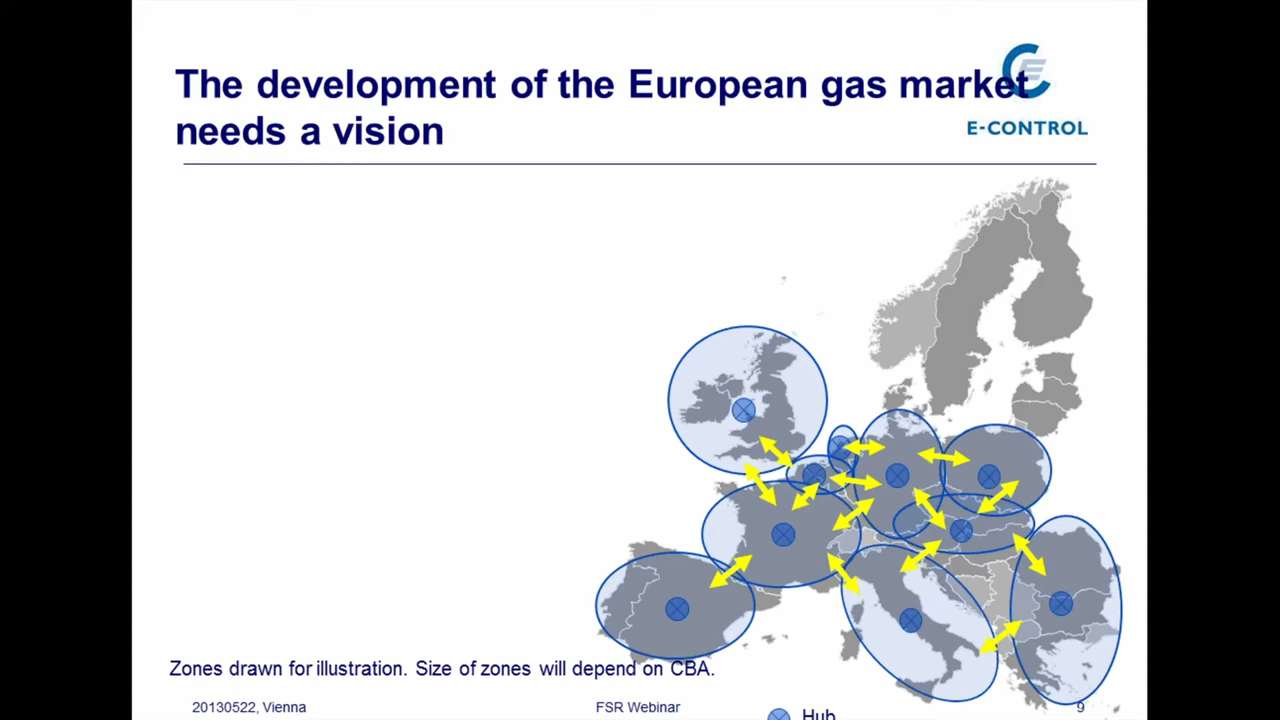 The development of the European gas market
needs a vision
E-CONTROL
Zones drawn for illustration. Size of zones will depend on CBA.
20130522, Vienna
FSR Webinar
9
Hub